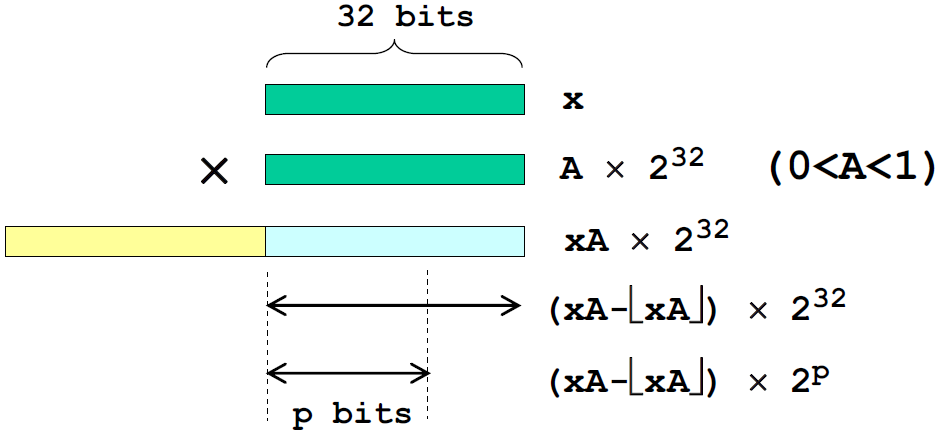 32 bits
x
× A × 2³² (0<A<1)
xA × 2³²
(xA-⌊xA⌋) × 2³²
(xA-⌊xA⌋) × 2ᵖ
p bits